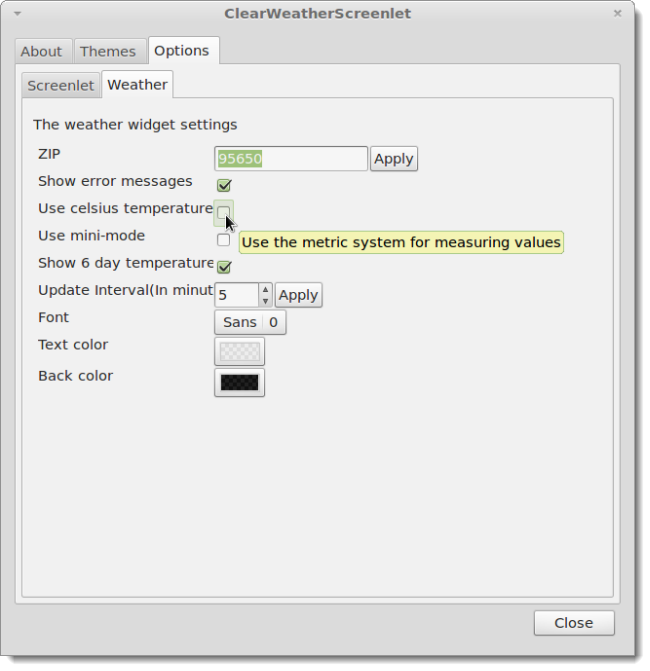 ClearWeatherScreenlet
About Themes Options
Screenlet Weather
The weather widget settings
ZIP 95650 Apply
Show error messages
Use celsius temperature
Use mini-mode
Use the metric system for measuring values
Show 6 day temperature
Update Interval(In minut 5 Apply
Font Sans 0
Text color
Back color
Close